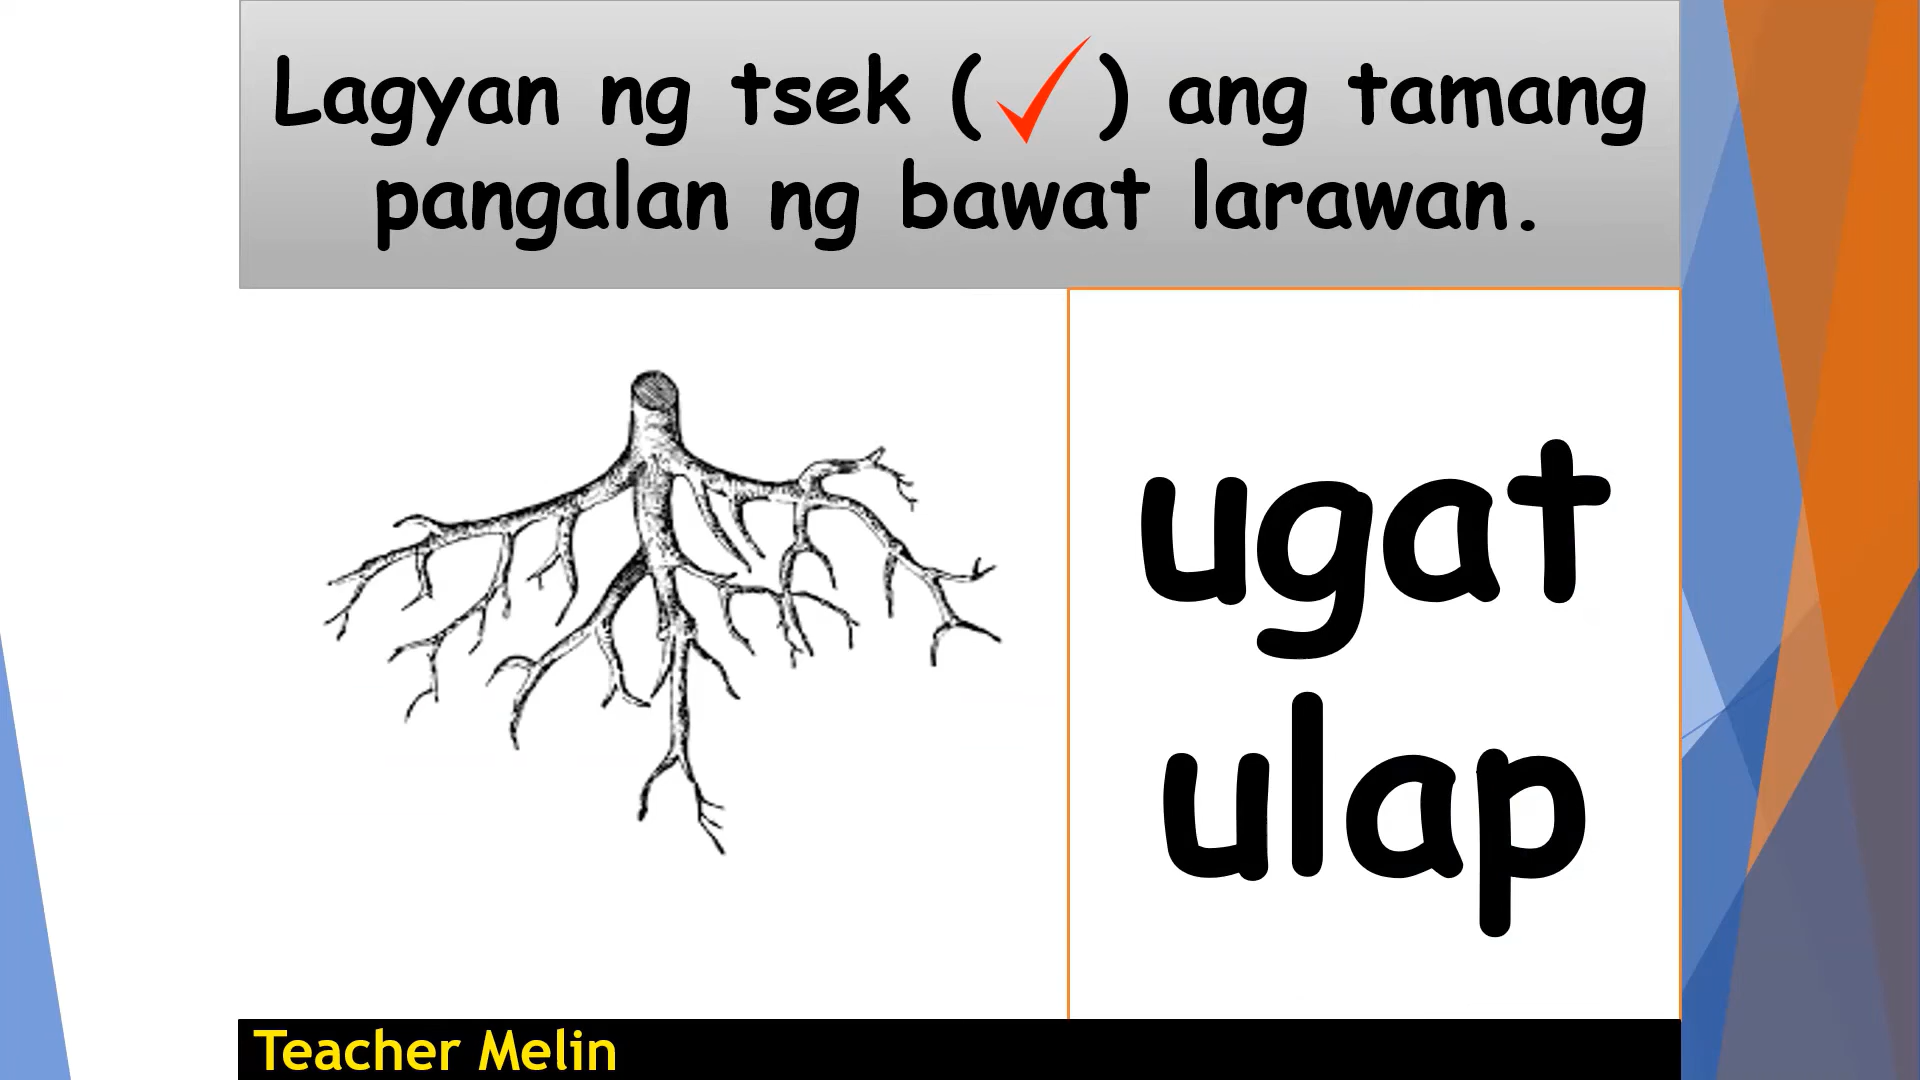 Lagyan ng tsek (✓) ang tamang
pangalan ng bawat larawan.
ugat
ulap
Teacher Melin